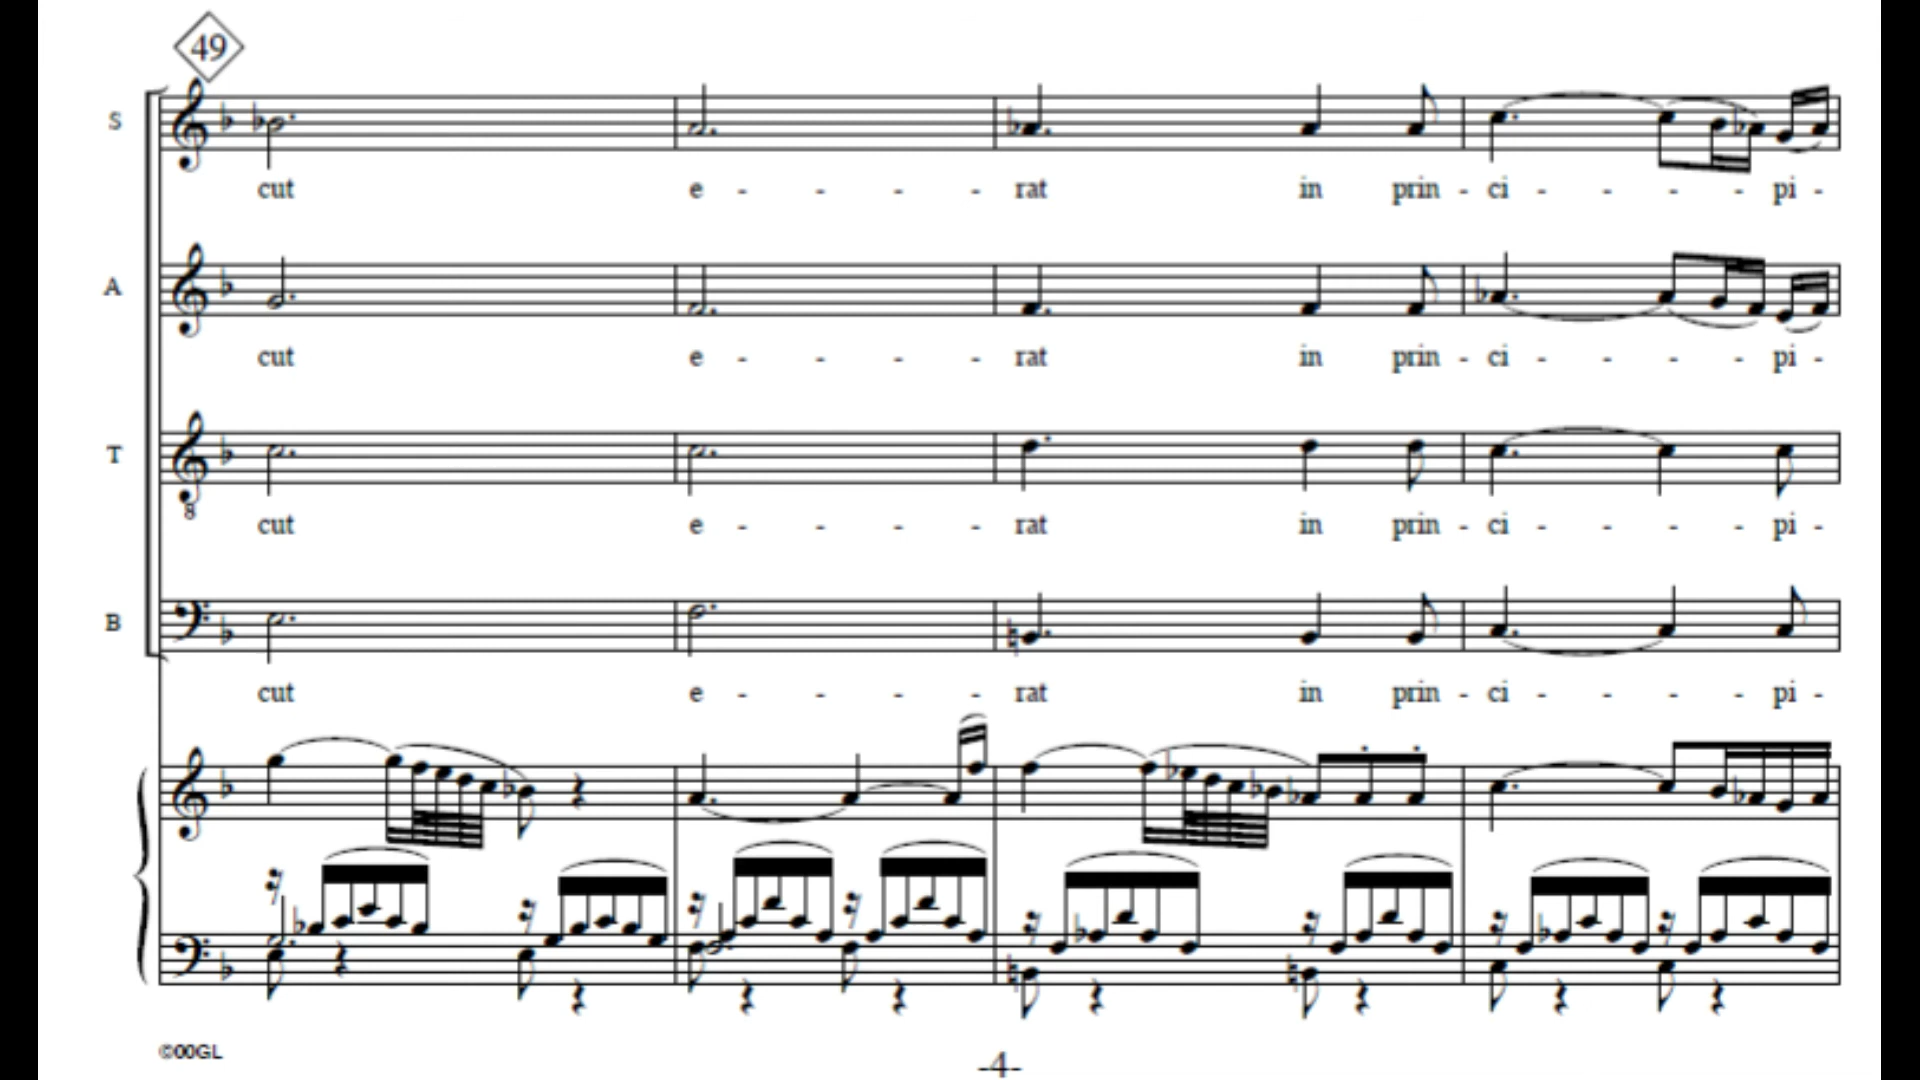 49
S
cut e - - - - rat in prin - ci - - - - pi -
A
cut e - - - - rat in prin - ci - - - - pi -
T
8
cut e - - - - rat in prin - ci - - - - pi -
B
cut e - - - - rat in prin - ci - - - - pi -
©00GL
-4-